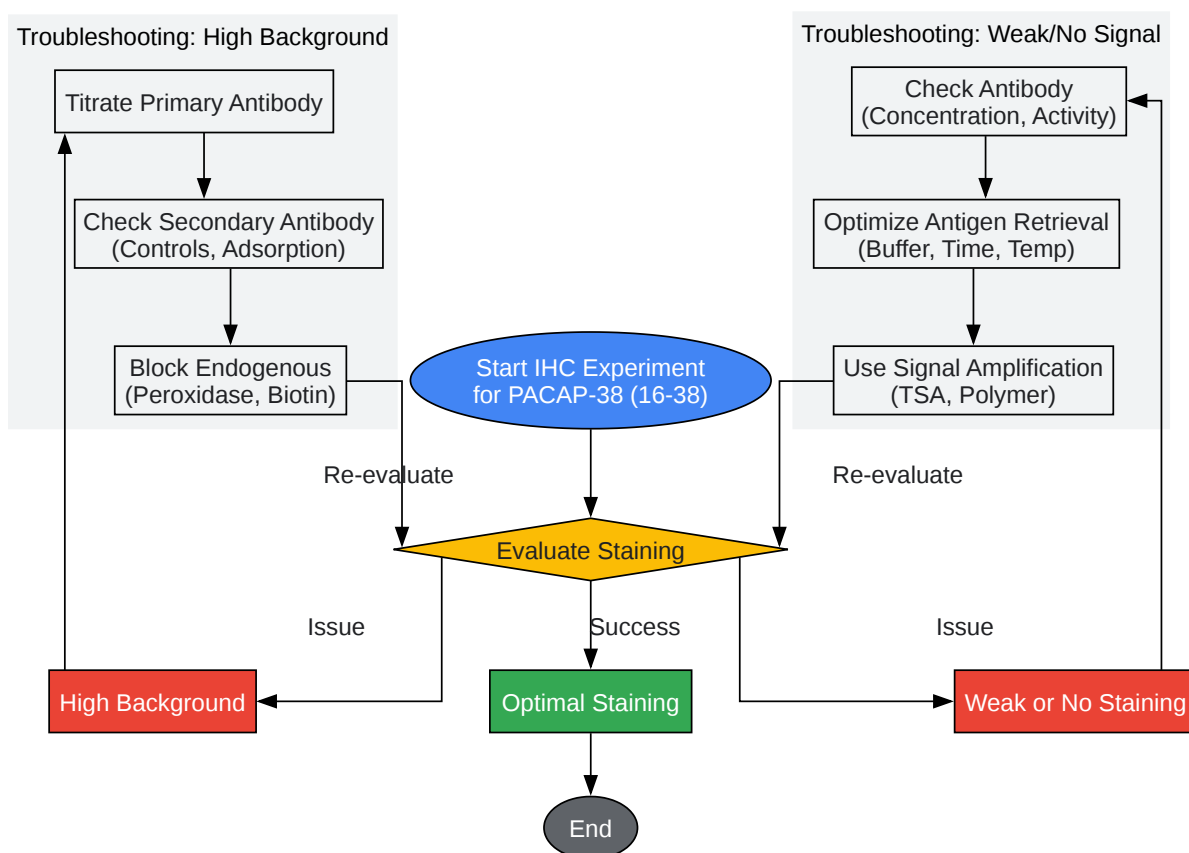 Troubleshooting: High Background
Titrate Primary Antibody
Check Secondary Antibody
(Controls, Adsorption)
Block Endogenous
(Peroxidase, Biotin)
Troubleshooting: Weak/No Signal
Check Antibody
(Concentration, Activity)
Optimize Antigen Retrieval
(Buffer, Time, Temp)
Use Signal Amplification
(TSA, Polymer)
Start IHC Experiment
for PACAP-38 (16-38)
Re-evaluate
Re-evaluate
Evaluate Staining
Issue
Success
Issue
High Background
Optimal Staining
Weak or No Staining
End